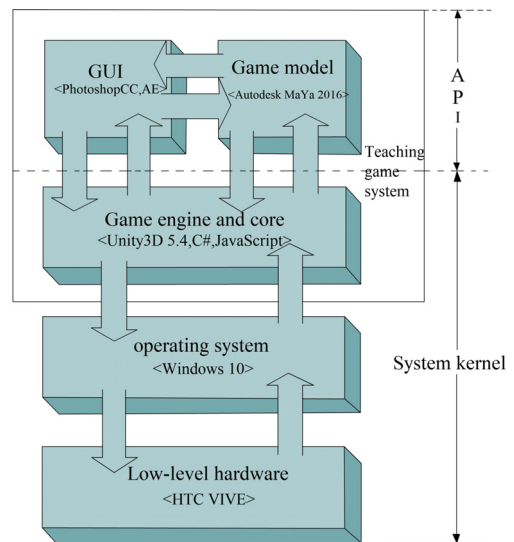 GUI
<PhotoshopCC,AE>
Game model
<Autodesk MaYa 2016>
A
P
I
Teaching
game
system
Game engine and core
<Unity3D 5.4,C#,JavaScript>
operating system
<Windows 10>
System kernel
Low-level hardware
<HTC VIVE>